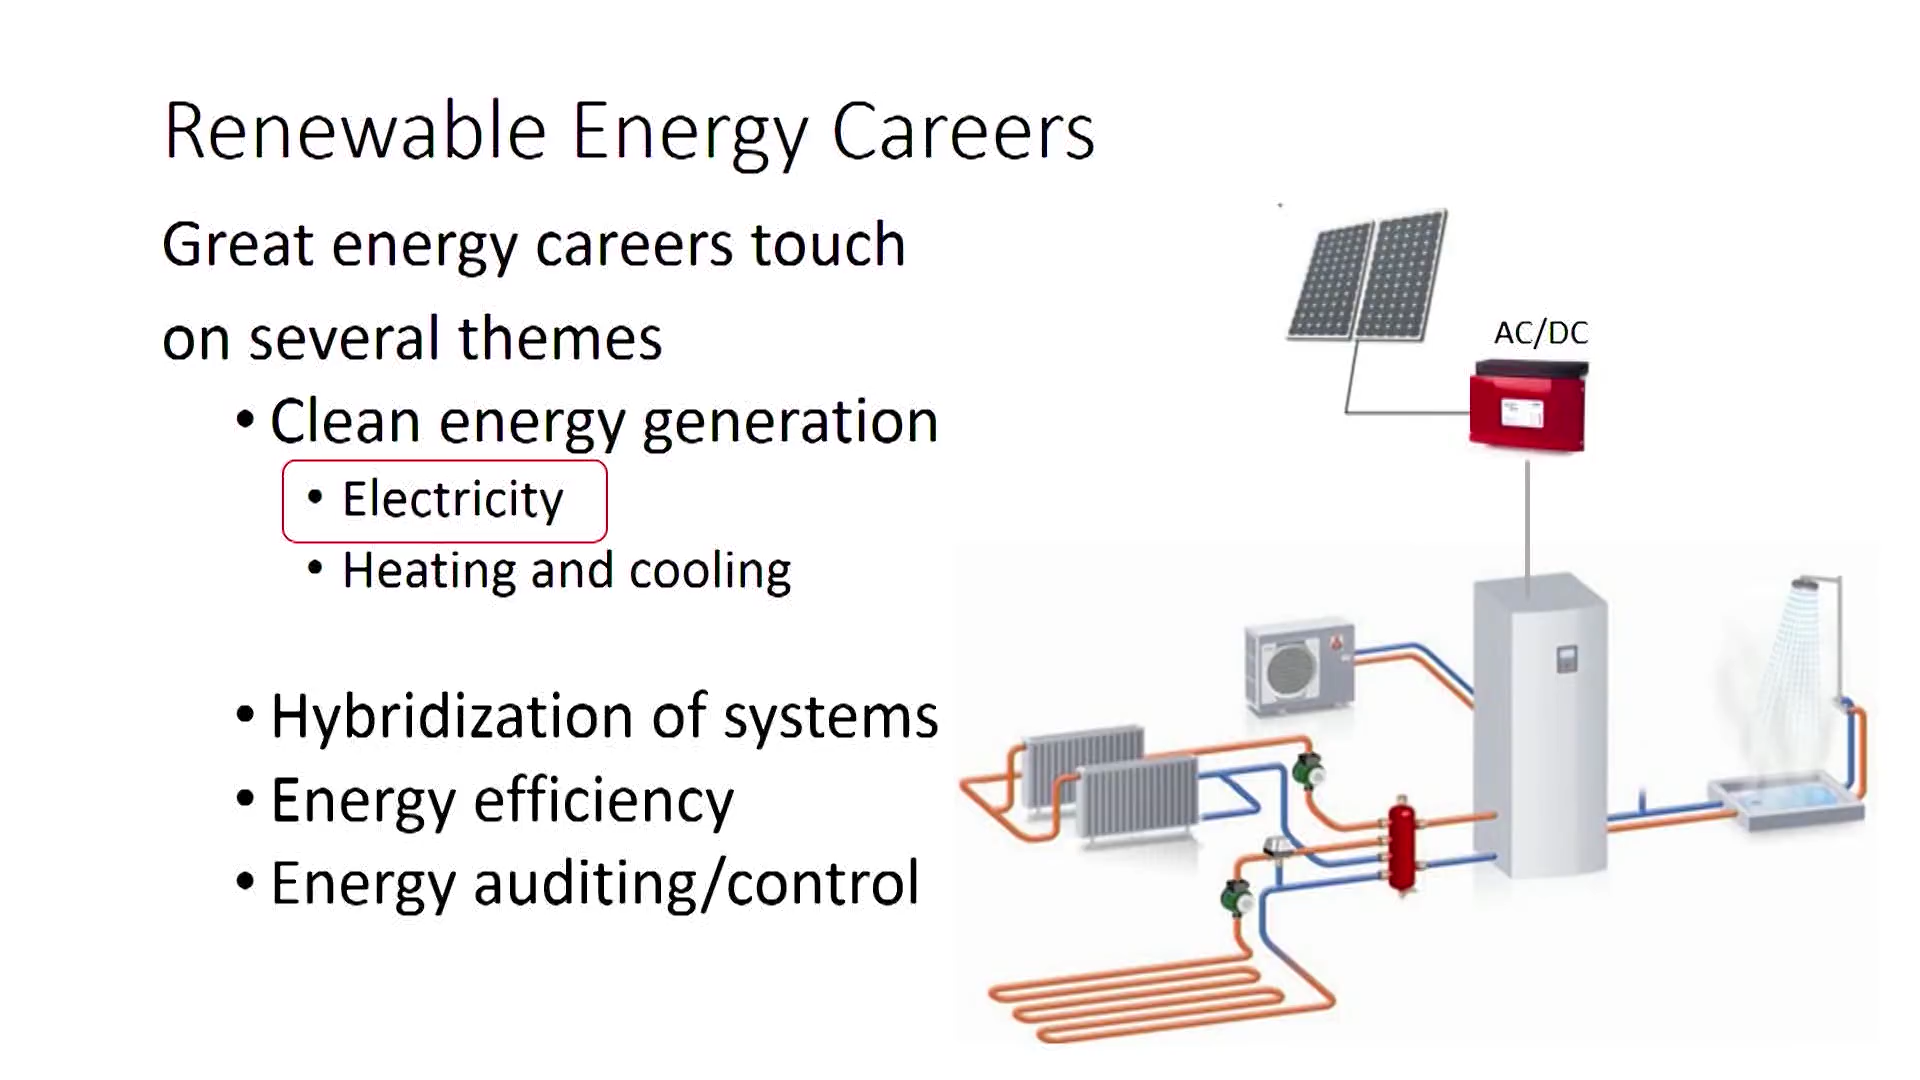 Renewable Energy Careers
Great energy careers touch
on several themes
• Clean energy generation
• Electricity
• Heating and cooling
• Hybridization of systems
• Energy efficiency
• Energy auditing/control
AC/DC